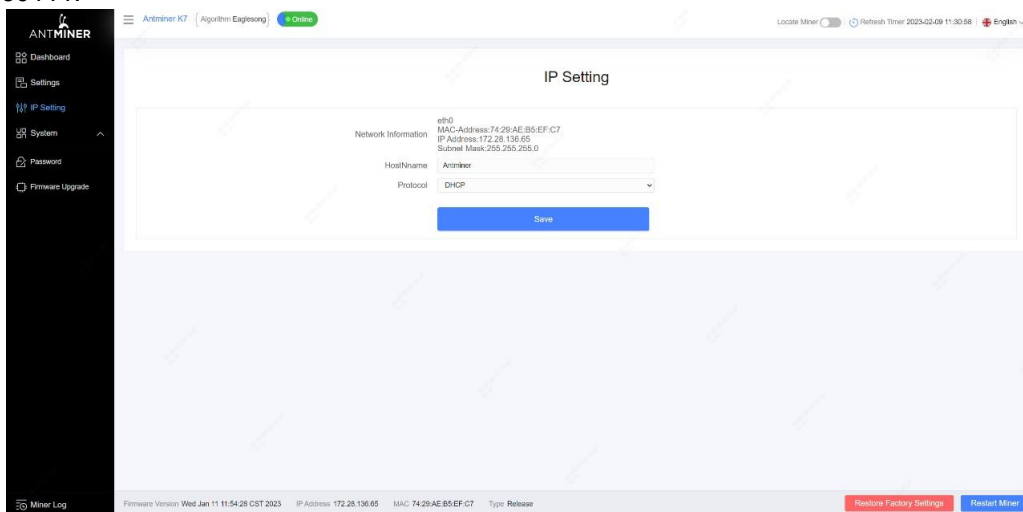 ANTMINER
Antminer K7 {Algorithm Eaglesong} Online
Locate Miner Refresh Timer 2023-02-09 11:30:58 English
Dashboard
Settings
IP Setting
System
Password
Firmware Upgrade
IP Setting
Network Information
eth0
MAC-Address:74:29:AE:B5:EF:C7
IP Address:172.28.136.65
Subnet Mask:255.255.255.0
HostNname Antminer
Protocol DHCP
Save
Miner Log
Firmware Version Wed Jan 11 11:54:28 CST 2023 IP Address 172.28.136.65 MAC 74:29:AE:B5:EF:C7 Type Release
Restore Factory Settings Restart Miner